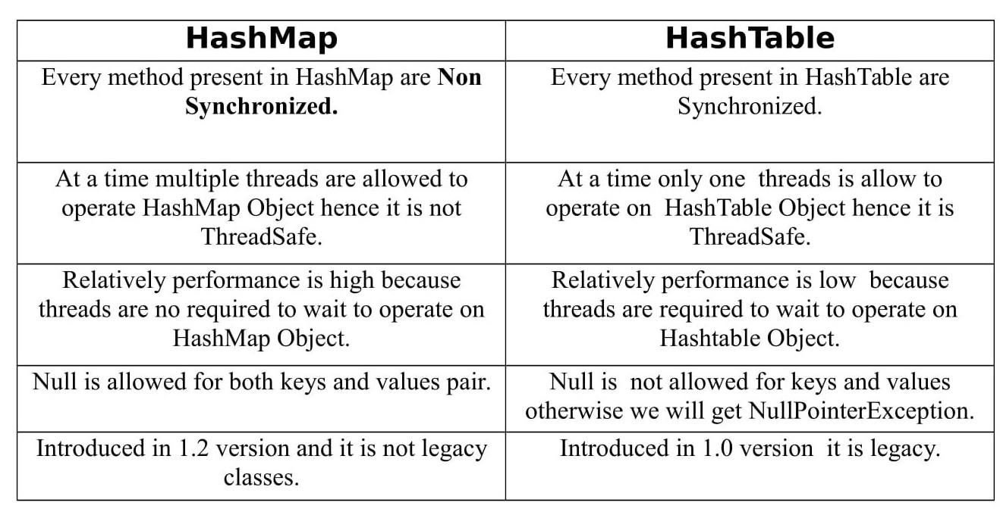 HashMap
HashTable
Every method present in HashMap are Non
Synchronized.
Every method present in HashTable are
Synchronized.
At a time multiple threads are allowed to
operate HashMap Object hence it is not
ThreadSafe.
At a time only one  threads is allow to
operate on  HashTable Object hence it is
ThreadSafe.
Relatively performance is high because
threads are no required to wait to operate on
HashMap Object.
Relatively performance is low  because
threads are required to wait to operate on
Hashtable Object.
Null is allowed for both keys and values pair.
Null is  not allowed for keys and values
otherwise we will get NullPointerException.
Introduced in 1.2 version and it is not legacy
classes.
Introduced in 1.0 version  it is legacy.